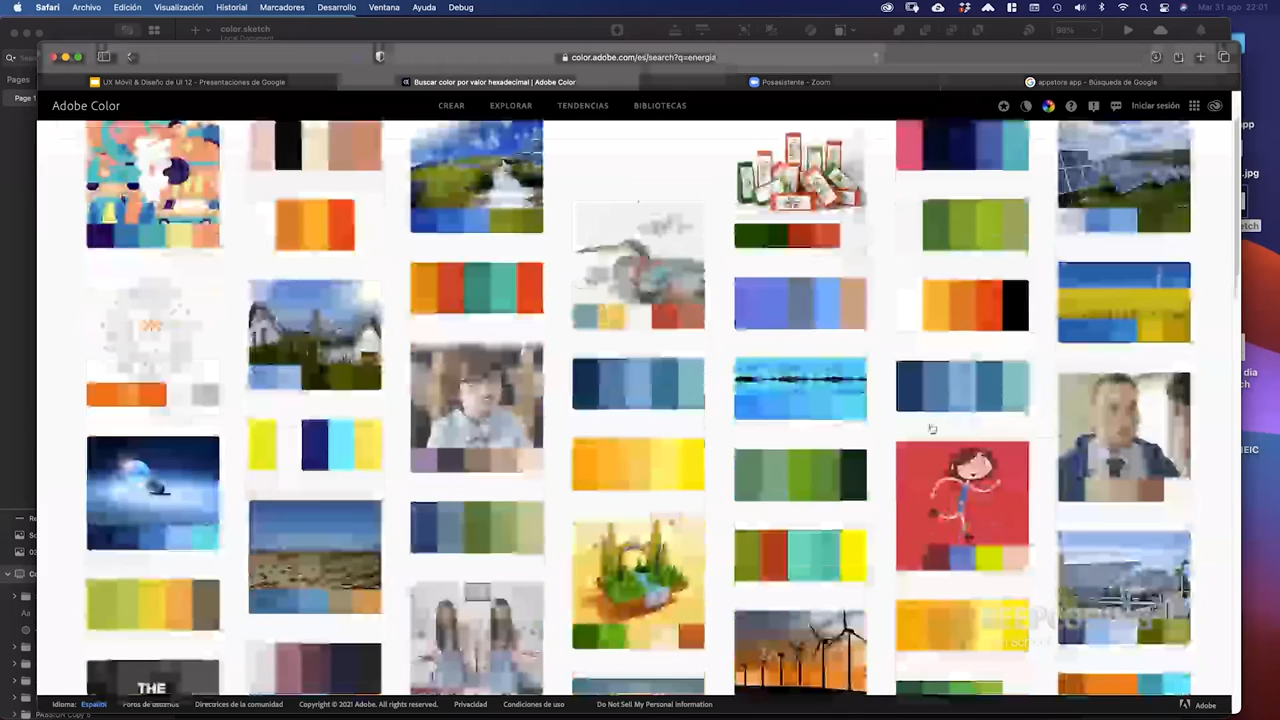 Safari Archivo Edición Visualización Historial Marcadores Desarrollo Ventana Ayuda Debug
Mar 31 ago 22:01
color.sketch
Local Document
98%
Pages
Page 1
color.adobe.com/es/search?q=energia
UX Móvil & Diseño de UI 12 - Presentaciones de Google
Buscar color por valor hexadecimal | Adobe Color
Posasistente - Zoom
appstore app - Búsqueda de Google
Adobe Color
CREAR
EXPLORAR
TENDENCIAS
BIBLIOTECAS
Iniciar sesión
THE
Idioma: Español
Foros de usuarios
Directrices de la comunidad
Copyright © 2021 Adobe. All rights reserved.
Privacidad
Condiciones de uso
Do Not Sell My Personal Information
Adobe